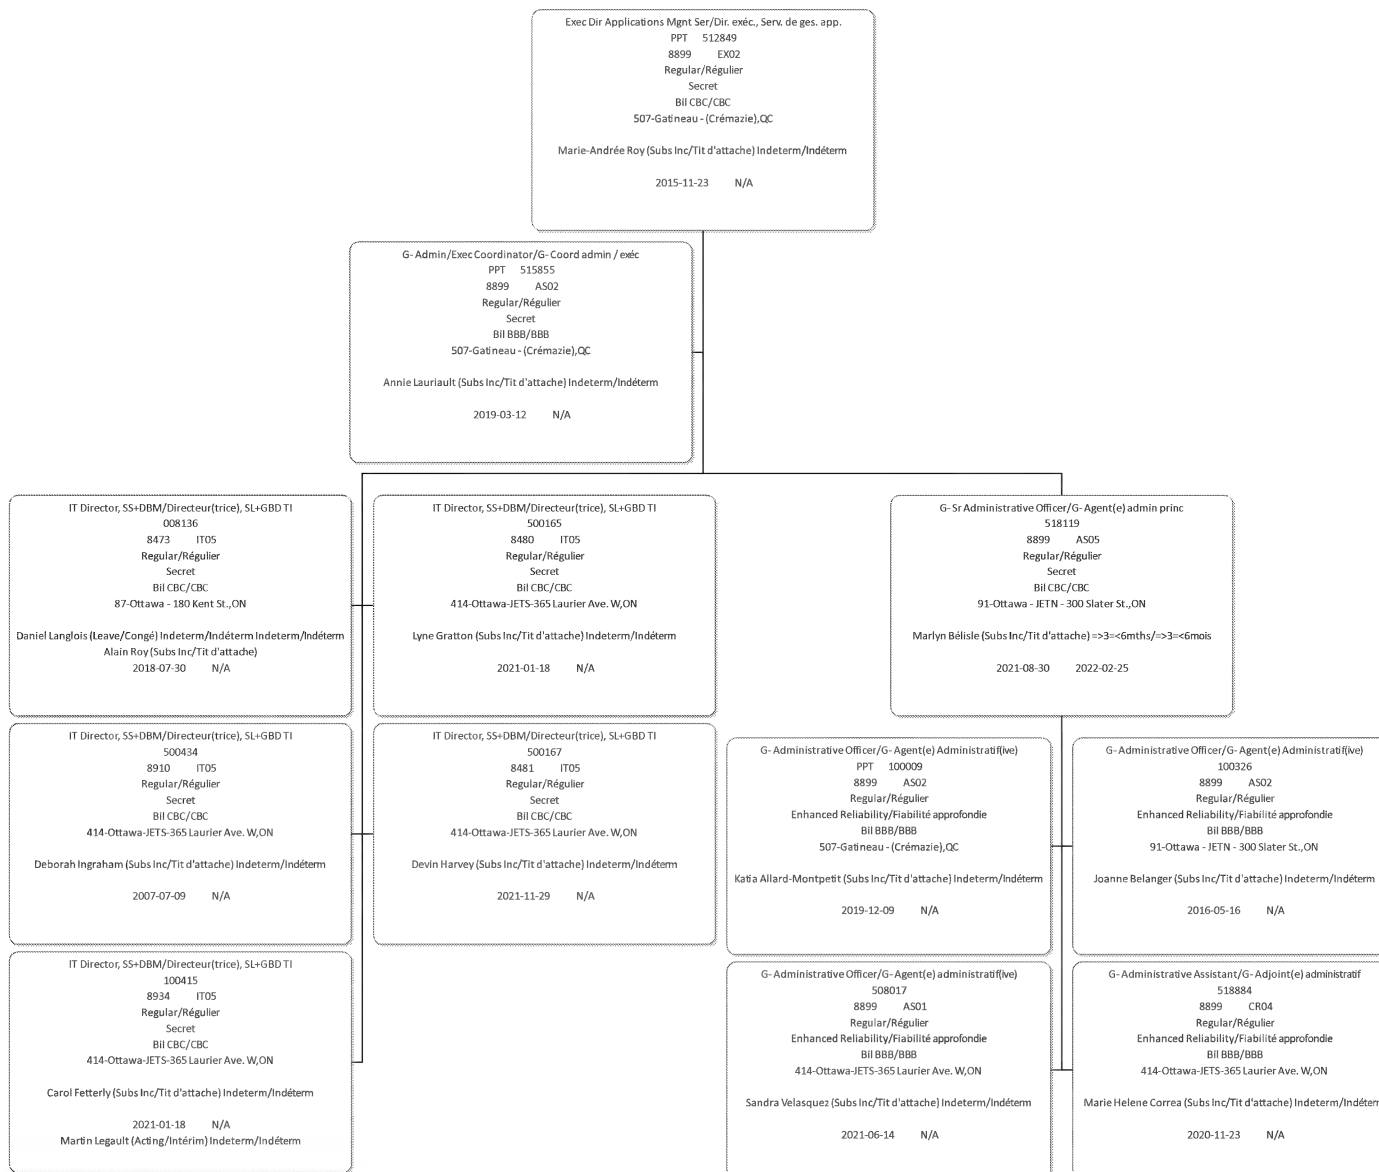 Exec Dir Applications Mgnt Ser/Dir. exéc., Serv. de ges. app.
PPT 512849
8899 EX02
Regular/Régulier
Secret
Bil CBC/CBC
507-Gatineau - (Crémazie),QC
Marie-Andrée Roy (Subs Inc/Tit d'attache) Indeterm/Indéterm
2015-11-23 N/A
G- Admin/Exec Coordinator/G- Coord admin / exéc
PPT 515855
8899 AS02
Regular/Régulier
Secret
Bil BBB/BBB
507-Gatineau - (Crémazie),QC
Annie Lauriault (Subs Inc/Tit d'attache) Indeterm/Indéterm
2019-03-12 N/A
IT Director, SS+DBM/Directeur(trice), SL+GBD TI
008136
8473 IT05
Regular/Régulier
Secret
Bil CBC/CBC
87-Ottawa - 180 Kent St.,ON
Daniel Langlois (Leave/Congé) Indeterm/Indéterm Indeterm/Indéterm
Alain Roy (Subs Inc/Tit d'attache)
2018-07-30 N/A
IT Director, SS+DBM/Directeur(trice), SL+GBD TI
500165
8480 IT05
Regular/Régulier
Secret
Bil CBC/CBC
414-Ottawa-JETS-365 Laurier Ave. W,ON
Lyne Gratton (Subs Inc/Tit d'attache) Indeterm/Indéterm
2021-01-18 N/A
G- Sr Administrative Officer/G- Agent(e) admin princ
518119
8899 AS05
Regular/Régulier
Secret
Bil CBC/CBC
91-Ottawa - JETN - 300 Slater St.,ON
Marlyn Bélisle (Subs Inc/Tit d'attache) =>3=<6mths/=>3=<6mois
2021-08-30 2022-02-25
IT Director, SS+DBM/Directeur(trice), SL+GBD TI
500434
8910 IT05
Regular/Régulier
Secret
Bil CBC/CBC
414-Ottawa-JETS-365 Laurier Ave. W,ON
Deborah Ingraham (Subs Inc/Tit d'attache) Indeterm/Indéterm
2007-07-09 N/A
IT Director, SS+DBM/Directeur(trice), SL+GBD TI
500167
8481 IT05
Regular/Régulier
Secret
Bil CBC/CBC
414-Ottawa-JETS-365 Laurier Ave. W,ON
Devin Harvey (Subs Inc/Tit d'attache) Indeterm/Indéterm
2021-11-29 N/A
G- Administrative Officer/G- Agent(e) Administratif(ive)
PPT 100009
8899 AS02
Regular/Régulier
Enhanced Reliability/Fiabilité approfondie
Bil BBB/BBB
507-Gatineau - (Crémazie),QC
Katia Allard-Montpetit (Subs Inc/Tit d'attache) Indeterm/Indéterm
2019-12-09 N/A
G- Administrative Officer/G- Agent(e) Administratif(ive)
100326
8899 AS02
Regular/Régulier
Enhanced Reliability/Fiabilité approfondie
Bil BBB/BBB
91-Ottawa - JETN - 300 Slater St.,ON
Joanne Belanger (Subs Inc/Tit d'attache) Indeterm/Indéterm
2016-05-16 N/A
IT Director, SS+DBM/Directeur(trice), SL+GBD TI
100415
8934 IT05
Regular/Régulier
Secret
Bil CBC/CBC
414-Ottawa-JETS-365 Laurier Ave. W,ON
Carol Fetterly (Subs Inc/Tit d'attache) Indeterm/Indéterm
2021-01-18 N/A
Martin Legault (Acting/Intérim) Indeterm/Indéterm
G- Administrative Officer/G- Agent(e) administratif(ive)
508017
8899 AS01
Regular/Régulier
Enhanced Reliability/Fiabilité approfondie
Bil BBB/BBB
414-Ottawa-JETS-365 Laurier Ave. W,ON
Sandra Velasquez (Subs Inc/Tit d'attache) Indeterm/Indéterm
2021-06-14 N/A
G- Administrative Assistant/G- Adjoint(e) administratif
518884
8899 CR04
Regular/Régulier
Enhanced Reliability/Fiabilité approfondie
Bil BBB/BBB
414-Ottawa-JETS-365 Laurier Ave. W,ON
Marie Helene Correa (Subs Inc/Tit d'attache) Indeterm/Indéterm
2020-11-23 N/A